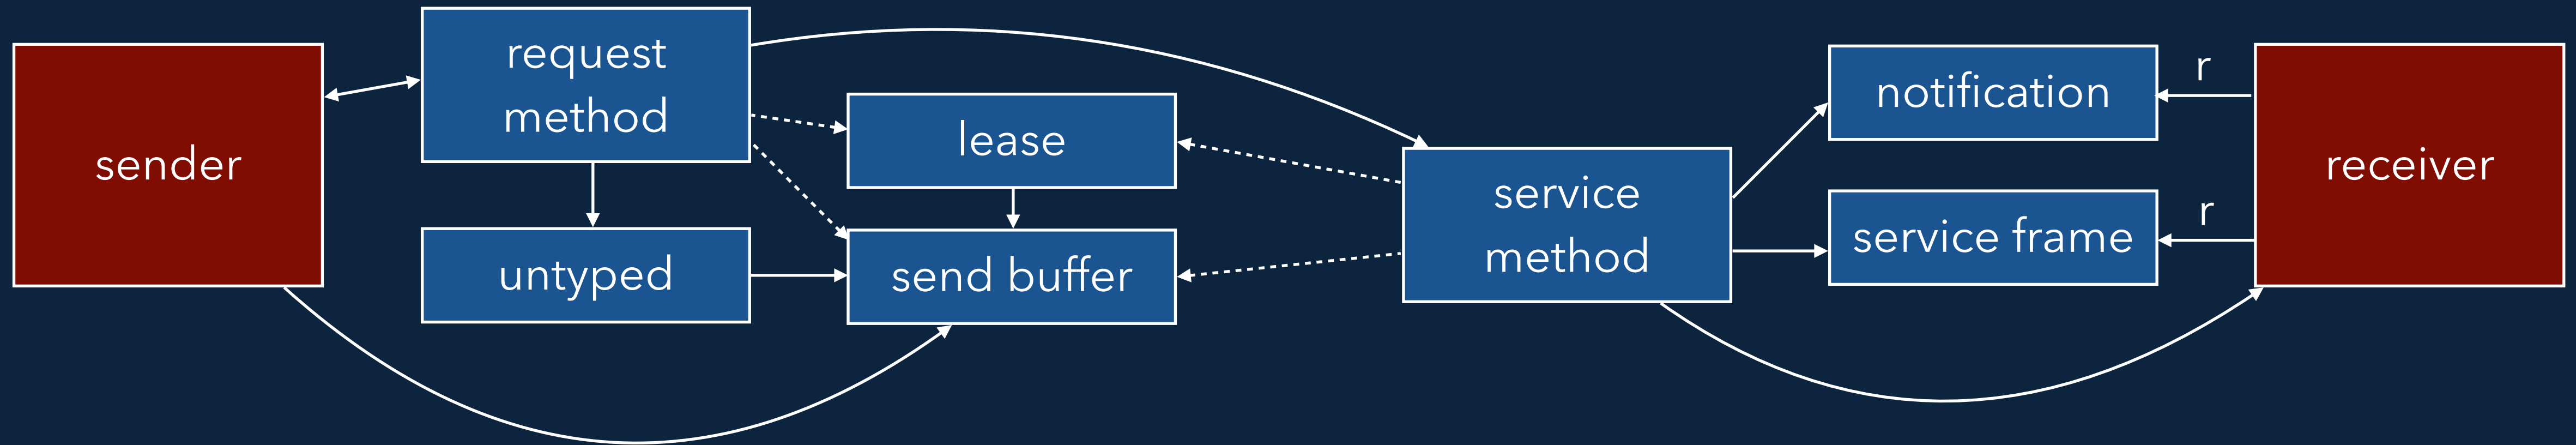 sender
request
method
untyped
lease
send buffer
service
method
notification
service frame
r
r
receiver